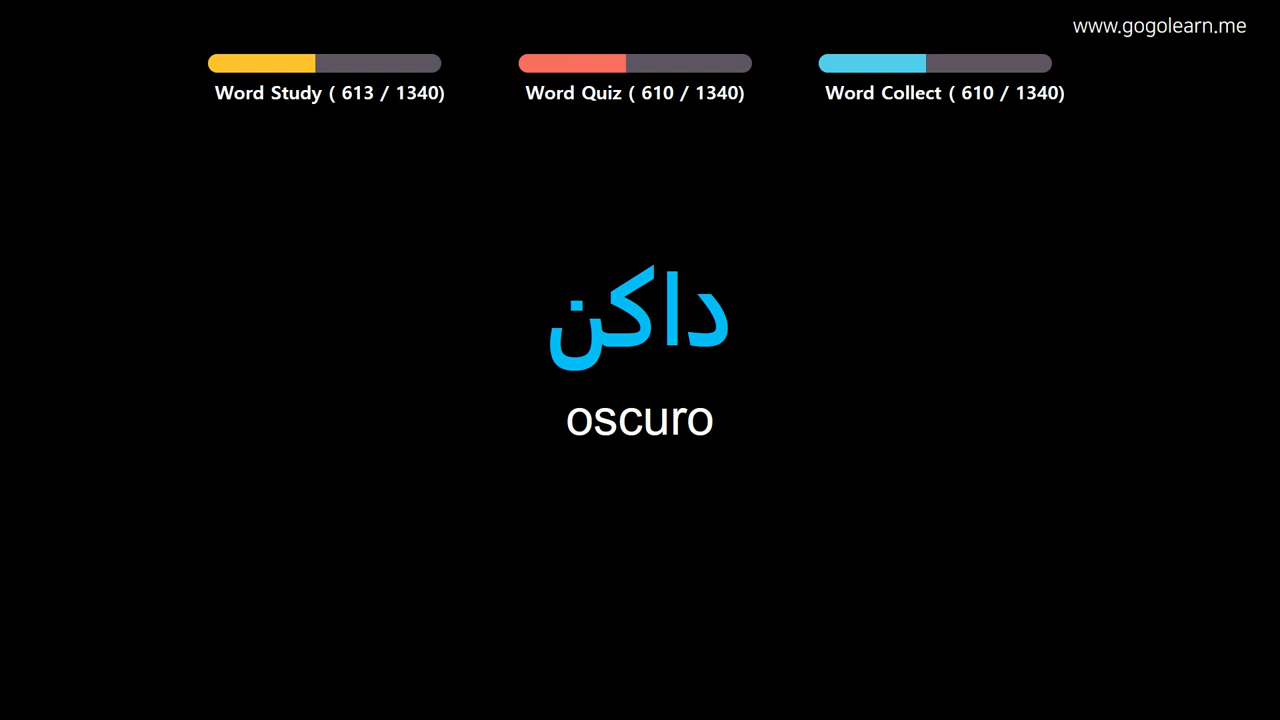 www.gogolearn.me
Word Study ( 613 / 1340)
Word Quiz ( 610 / 1340)
Word Collect ( 610 / 1340)
داكن
oscuro